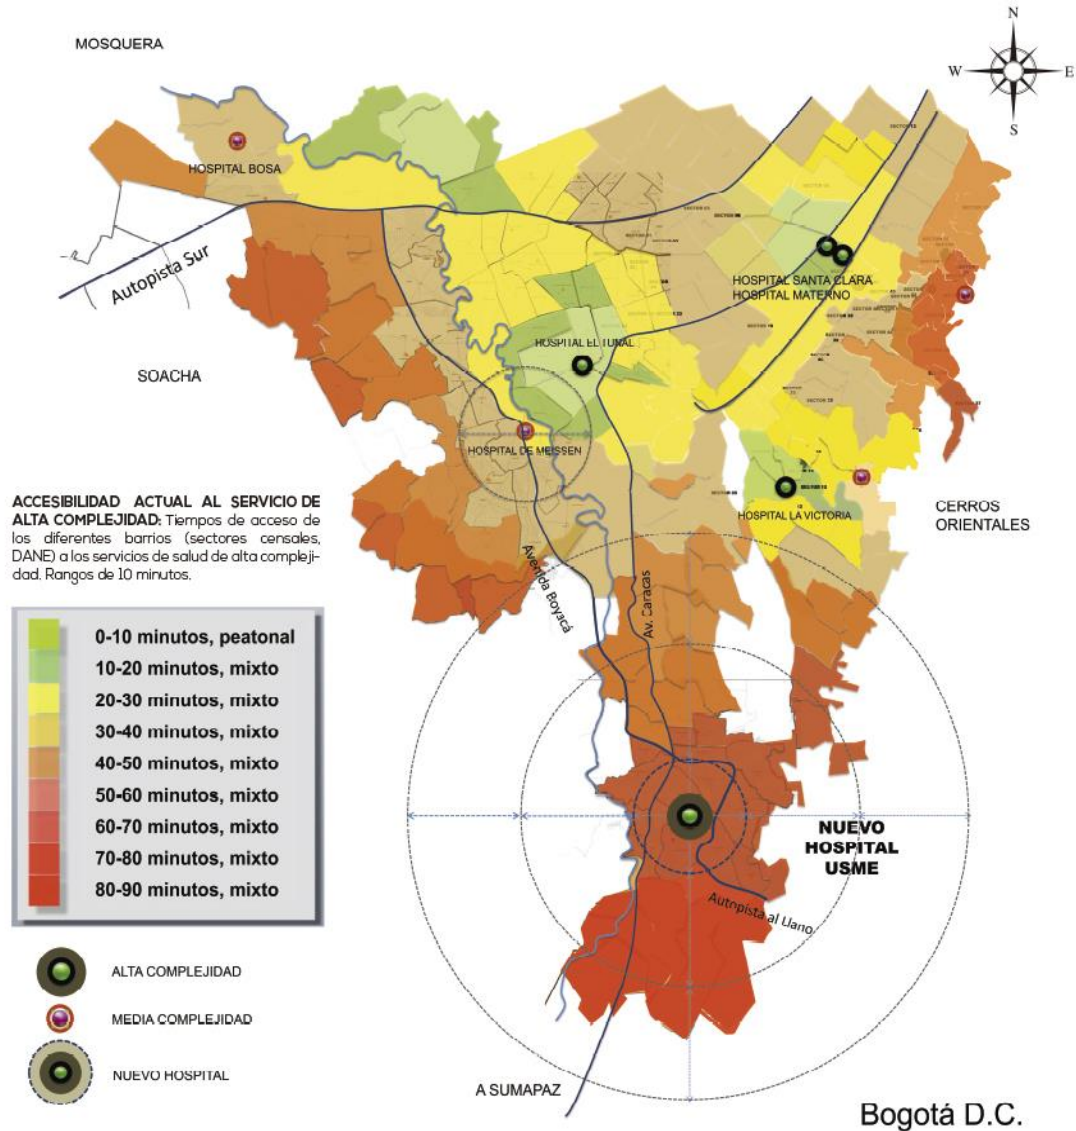 MOSQUERA
N
W
E
S
HOSPITAL BOSA
Autopista Sur
HOSPITAL SANTA CLARA
HOSPITAL MATERNO
HOSPITAL EL TUNAL
SOACHA
HOSPITAL DE MEISSEN
HOSPITAL LA VICTORIA
CERROS
ORIENTALES
ACCESIBILIDAD ACTUAL AL SERVICIO DE
ALTA COMPLEJIDAD: Tiempos de acceso de
los diferentes barrios (sectores censales,
DANE) a los servicios de salud de alta compleji-
dad. Rangos de 10 minutos.
Avenida Boyacá
Av. Caracas
0-10 minutos, peatonal
10-20 minutos, mixto
20-30 minutos, mixto
30-40 minutos, mixto
40-50 minutos, mixto
50-60 minutos, mixto
60-70 minutos, mixto
70-80 minutos, mixto
80-90 minutos, mixto
NUEVO
HOSPITAL
USME
Autopista al Llano
ALTA COMPLEJIDAD
MEDIA COMPLEJIDAD
NUEVO HOSPITAL
A SUMAPAZ
Bogotá D.C.